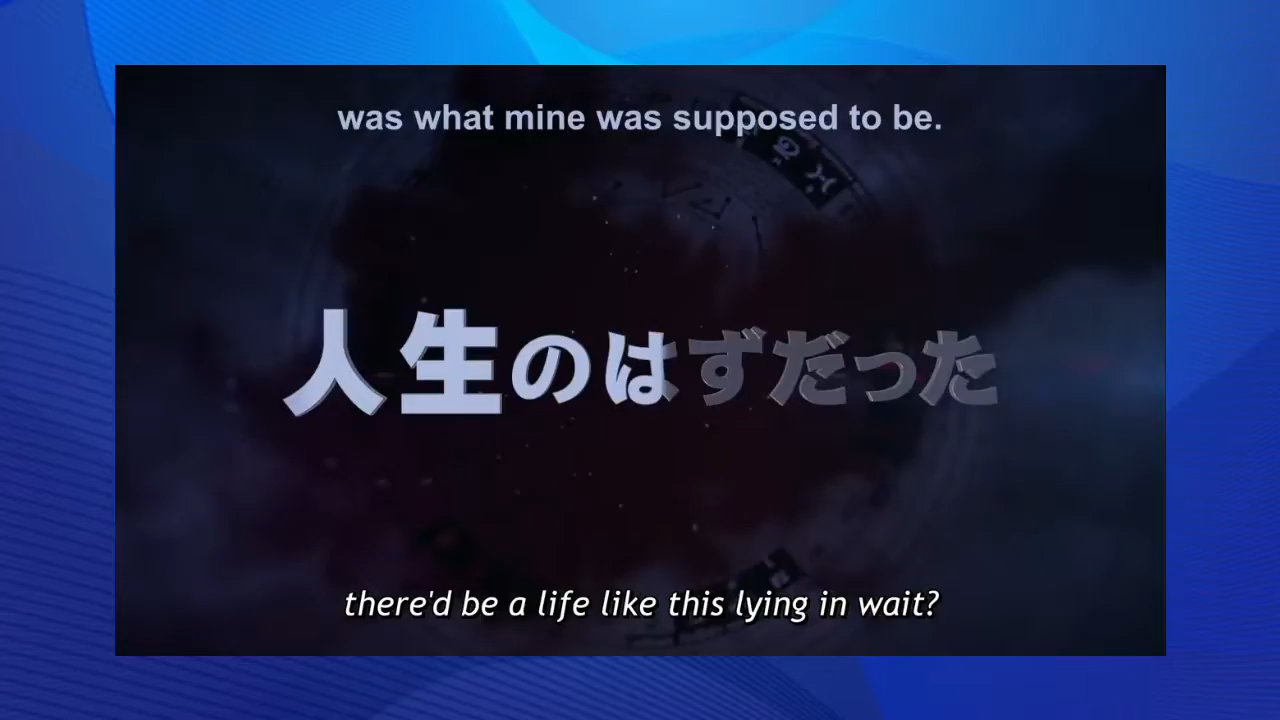 was what mine was supposed to be.
人生のはずだった
there'd be a life like this lying in wait?